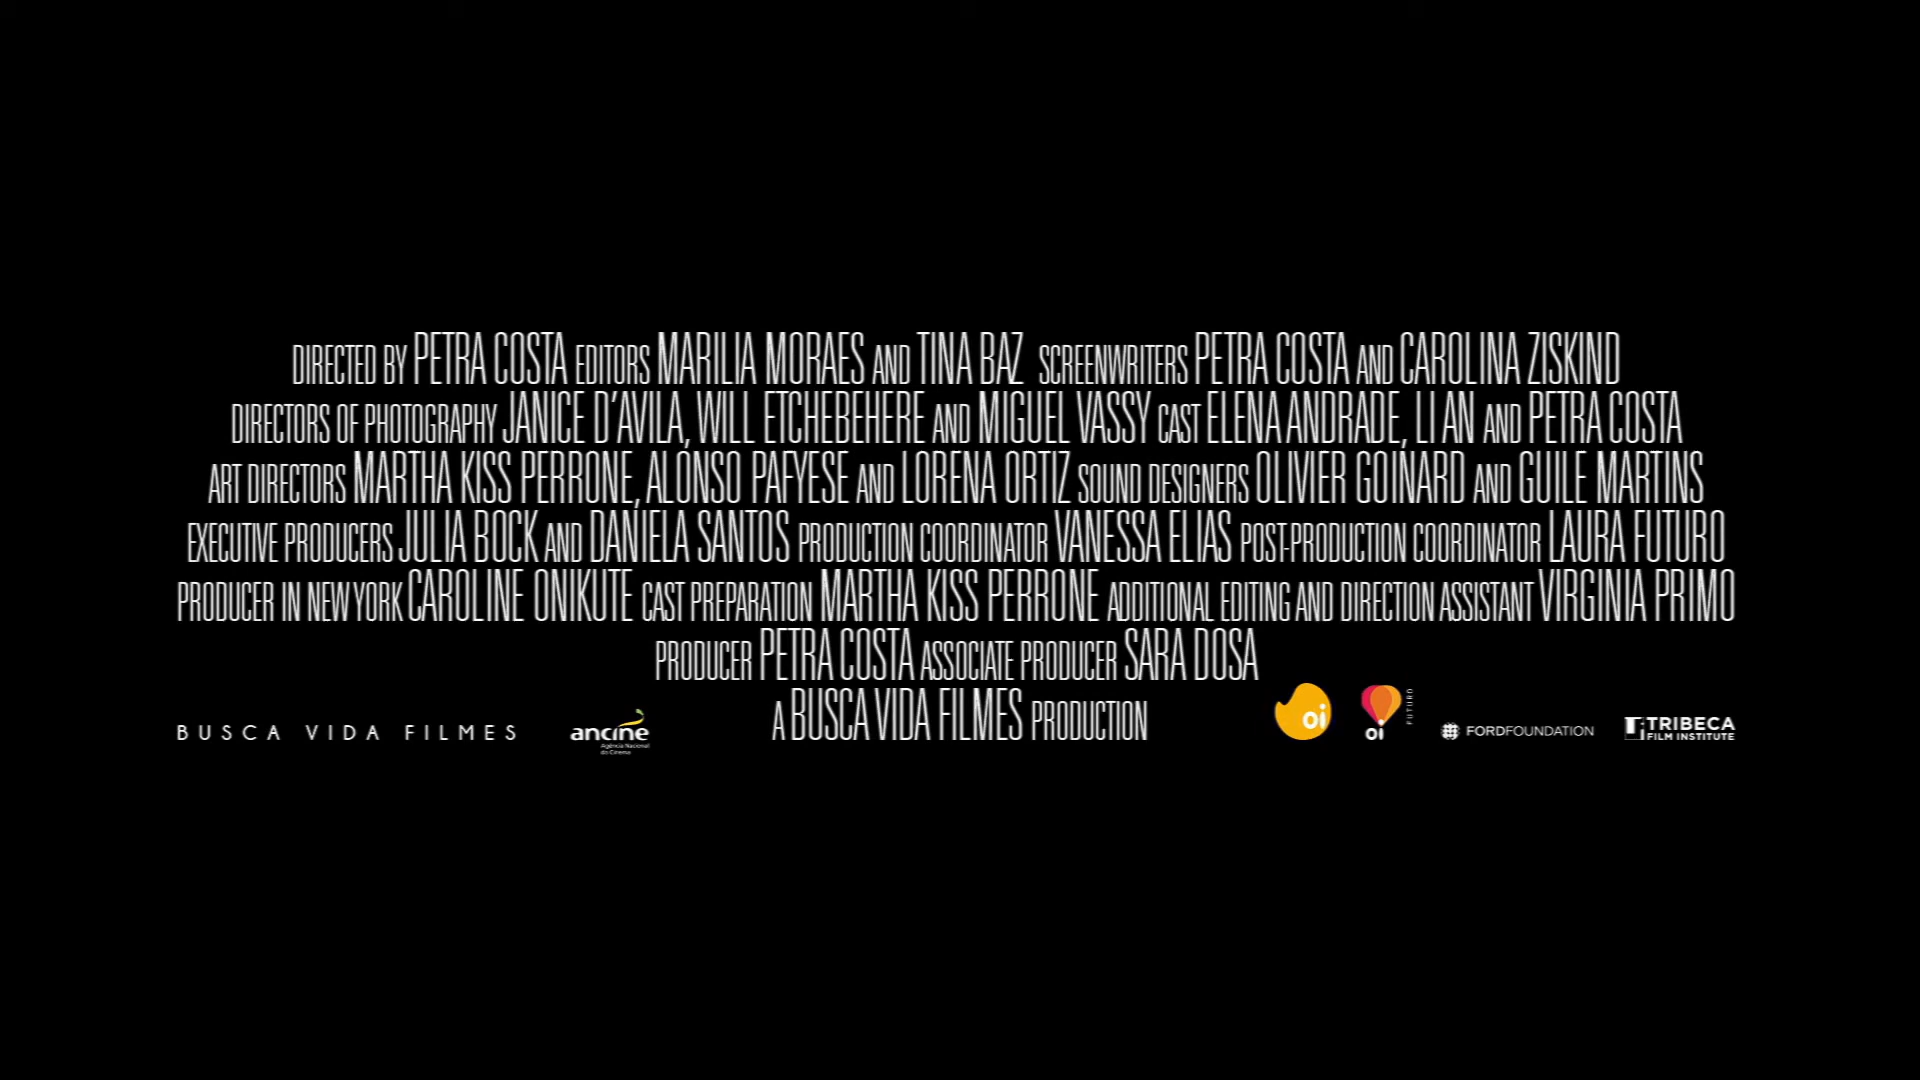 DIRECTED BY PETRA COSTA EDITORS MARILIA MORAES AND TINA BAZ SCREENWRITERS PETRA COSTA AND CAROLINA ZISKIND
DIRECTORS OF PHOTOGRAPHY JANICE D'AVILA, WILL ETCHEBEHERE AND MIGUEL VASSY CAST ELENA ANDRADE, LI AN AND PETRA COSTA
ART DIRECTORS MARTHA KISS PERRONE, ALONSO PAFYESE AND LORENA ORTIZ SOUND DESIGNERS OLIVIER GOINARD AND GUILE MARTINS
EXECUTIVE PRODUCERS JULIA BOCK AND DANIELA SANTOS PRODUCTION COORDINATOR VANESSA ELIAS POST-PRODUCTION COORDINATOR LAURA FUTURO
PRODUCER IN NEW YORK CAROLINE ONIKUTE CAST PREPARATION MARTHA KISS PERRONE ADDITIONAL EDITING AND DIRECTION ASSISTANT VIRGINIA PRIMO
PRODUCER PETRA COSTA ASSOCIATE PRODUCER SARA DOSA
A BUSCA VIDA FILMES PRODUCTION
BUSCA VIDA FILMES
ancine
Agência Nacional
do Cinema
oi
oi
FUTURO
FORDFOUNDATION
TRIBECA
FILM INSTITUTE